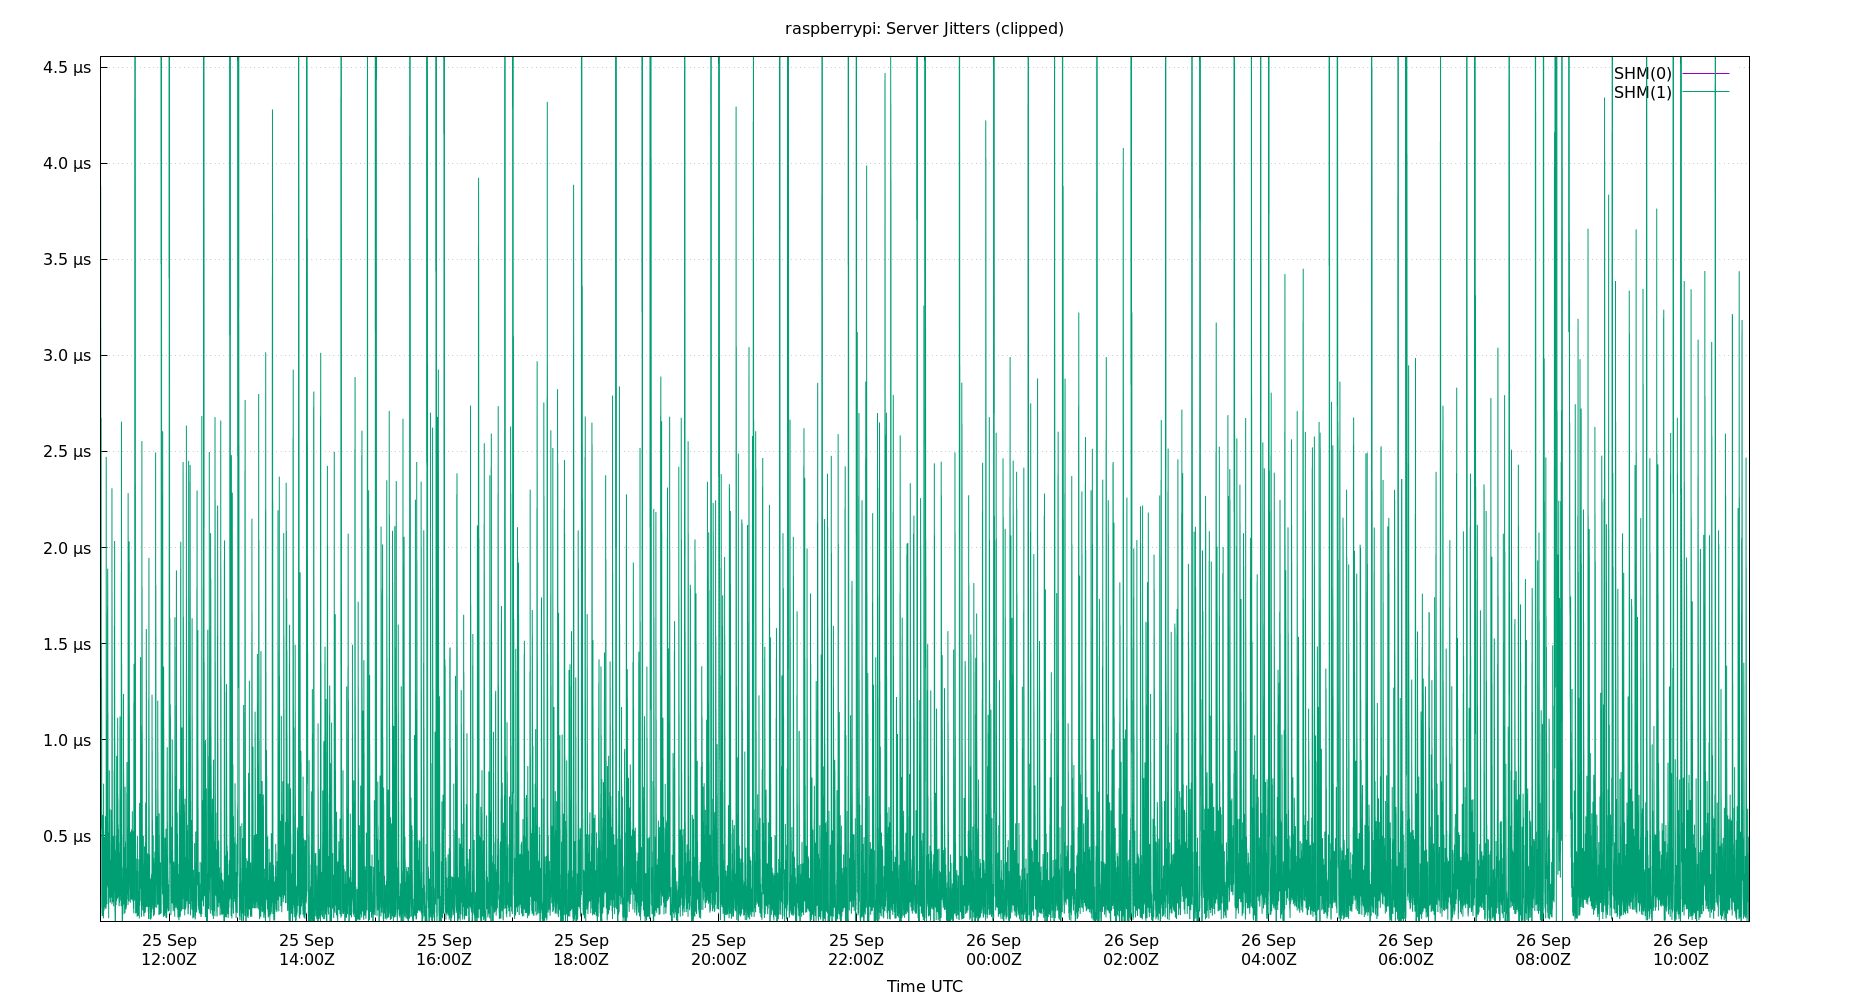 raspberrypi: Server Jitters (clipped)
4.5 µs
4.0 µs
3.5 µs
3.0 µs
2.5 µs
2.0 µs
1.5 µs
1.0 µs
0.5 µs
SHM(0)
SHM(1)
25 Sep 25 Sep 25 Sep 25 Sep 25 Sep 25 Sep 26 Sep 26 Sep 26 Sep 26 Sep 26 Sep 26 Sep
12:00Z 14:00Z 16:00Z 18:00Z 20:00Z 22:00Z 00:00Z 02:00Z 04:00Z 06:00Z 08:00Z 10:00Z
Time UTC